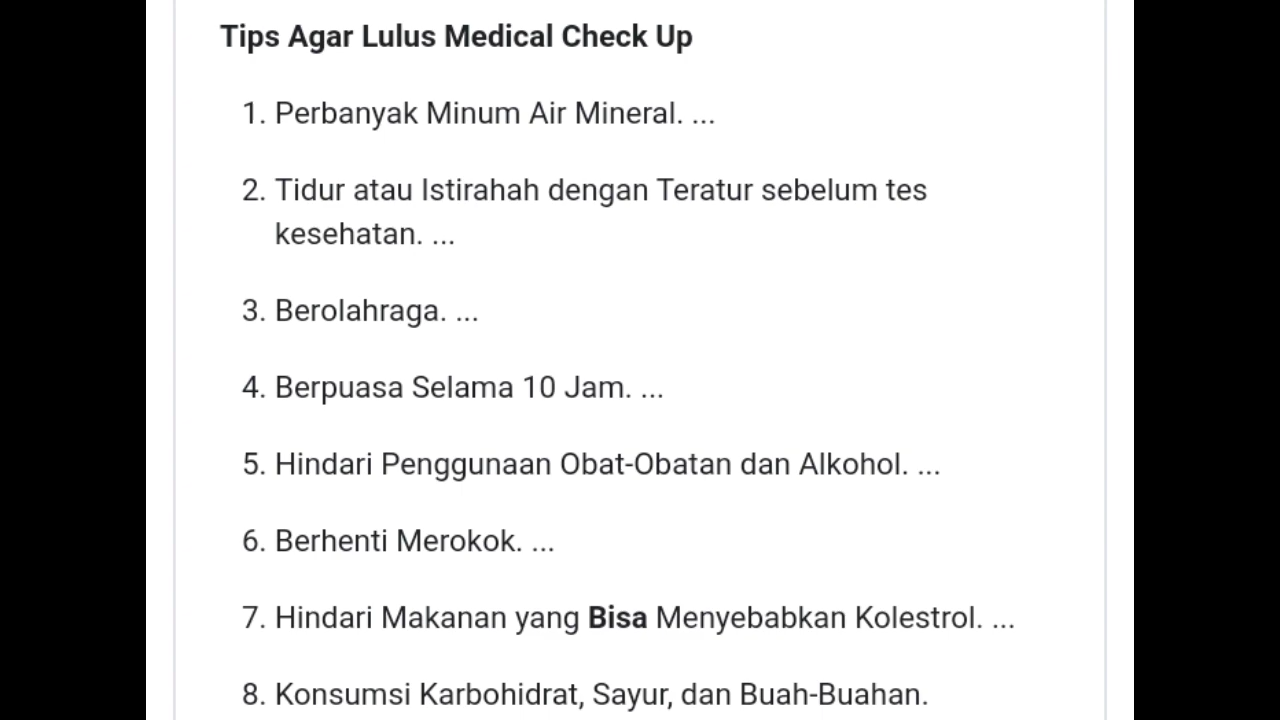 Tips Agar Lulus Medical Check Up
1. Perbanyak Minum Air Mineral. ...
2. Tidur atau Istirahah dengan Teratur sebelum tes
kesehatan. ...
3. Berolahraga. ...
4. Berpuasa Selama 10 Jam. ...
5. Hindari Penggunaan Obat-Obatan dan Alkohol. ...
6. Berhenti Merokok. ...
7. Hindari Makanan yang Bisa Menyebabkan Kolestrol. ...
8. Konsumsi Karbohidrat, Sayur, dan Buah-Buahan.